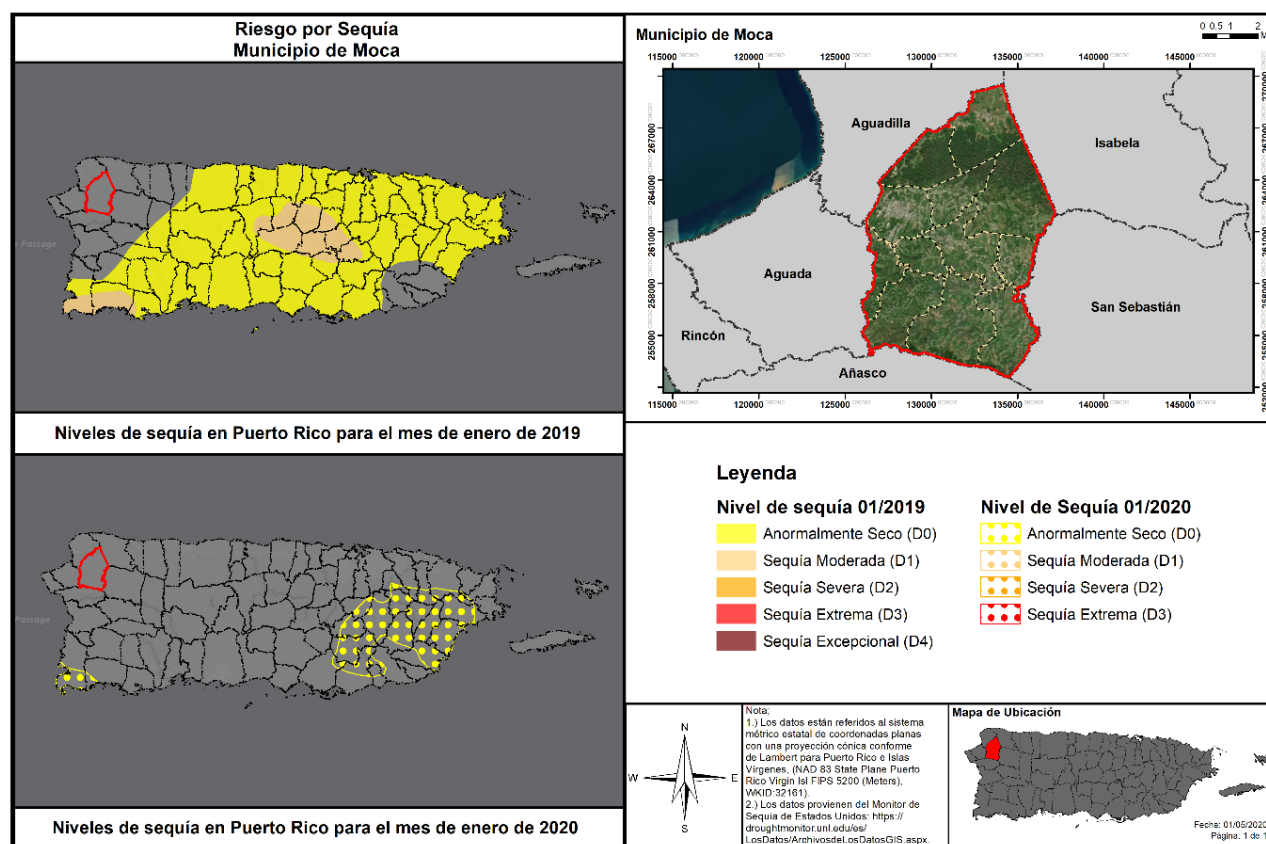 Riesgo por Sequía
Municipio de Moca
Passage
Niveles de sequía en Puerto Rico para el mes de enero de 2019
Passage
Niveles de sequía en Puerto Rico para el mes de enero de 2020
Municipio de Moca
0 0.5 1 2
115000 120000 125000 130000 135000 140000 145000
270000
267000 267000
264000 264000
261000 261000
258000 258000
255000 255000
252000
Aguadilla
Isabela
Aguada
San Sebastián
Rincón
Añasco
115000 120000 125000 130000 135000 140000 145000
Leyenda
Nivel de sequía 01/2019
Anormalmente Seco (D0)
Sequía Moderada (D1)
Sequía Severa (D2)
Sequía Extrema (D3)
Sequía Excepcional (D4)
Nivel de Sequía 01/2020
Anormalmente Seco (D0)
Sequía Moderada (D1)
Sequía Severa (D2)
Sequía Extrema (D3)
N
W E
S
Nota:
1.) Los datos están referidos al sistema
métrico estatal de coordenadas planas
con una proyección cónica conforme
de Lambert para Puerto Rico e Islas
Vírgenes, (NAD 83 State Plane Puerto
Rico Virgin Isl FIPS 5200 (Meters),
WKID:32161).
2.) Los datos provienen del Monitor de
Sequía de Estados Unidos: https://
droughtmonitor.unl.edu/es/
LosDatos/ArchivosdeLosDatosGIS.aspx.
Mapa de Ubicación
Fecha: 01/05/2020
Página: 1 de 1